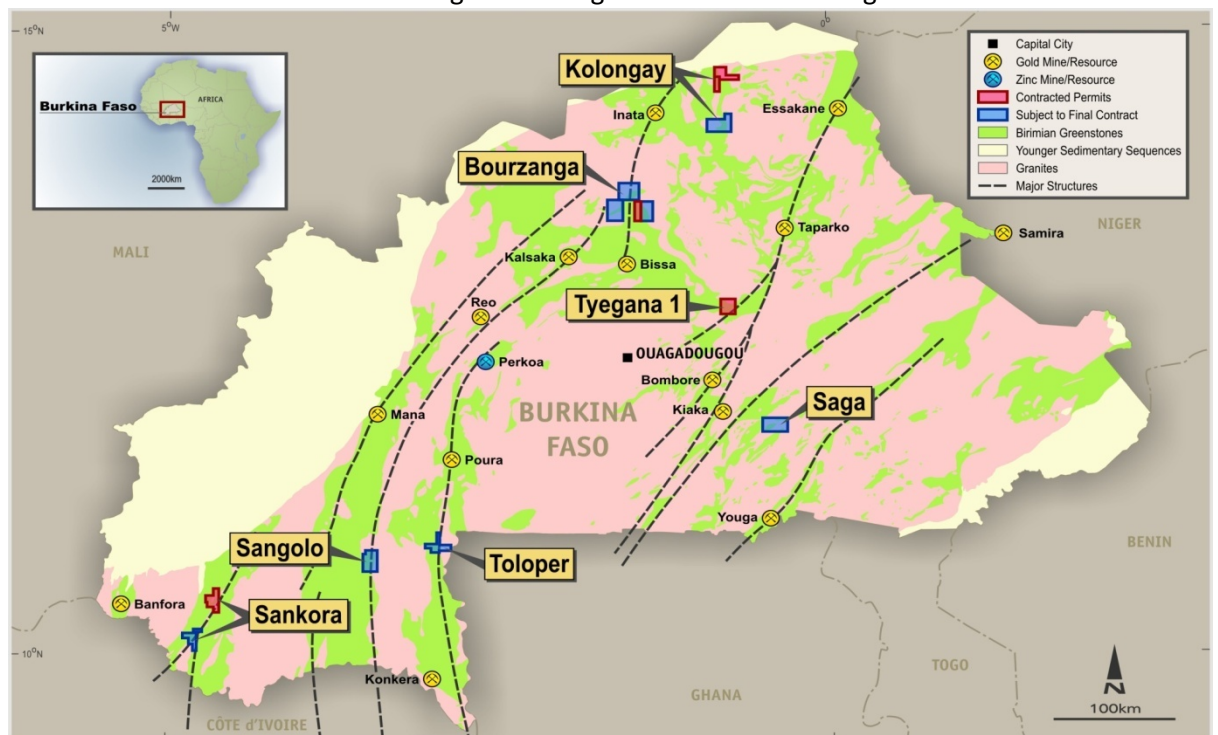 15°N
5°W
0°
Burkina Faso
AFRICA
2000km
Kolongay
Capital City
Gold Mine/Resource
Zinc Mine/Resource
Contracted Permits
Subject to Final Contract
Birimian Greenstones
Younger Sedimentary Sequences
Granites
Major Structures
Inata
Essakane
Bourzanga
MALI
NIGER
Samira
Taparko
Kalsaka
Bissa
Reo
Tyegana 1
Perkoa
OUAGADOUGOU
Bombore
Kiaka
Saga
Mana
BURKINA
FASO
Poura
Youga
BENIN
Sangolo
Toloper
Banfora
Sankora
10°N
Konkera
TOGO
GHANA
CÔTE d'IVOIRE
N
100km